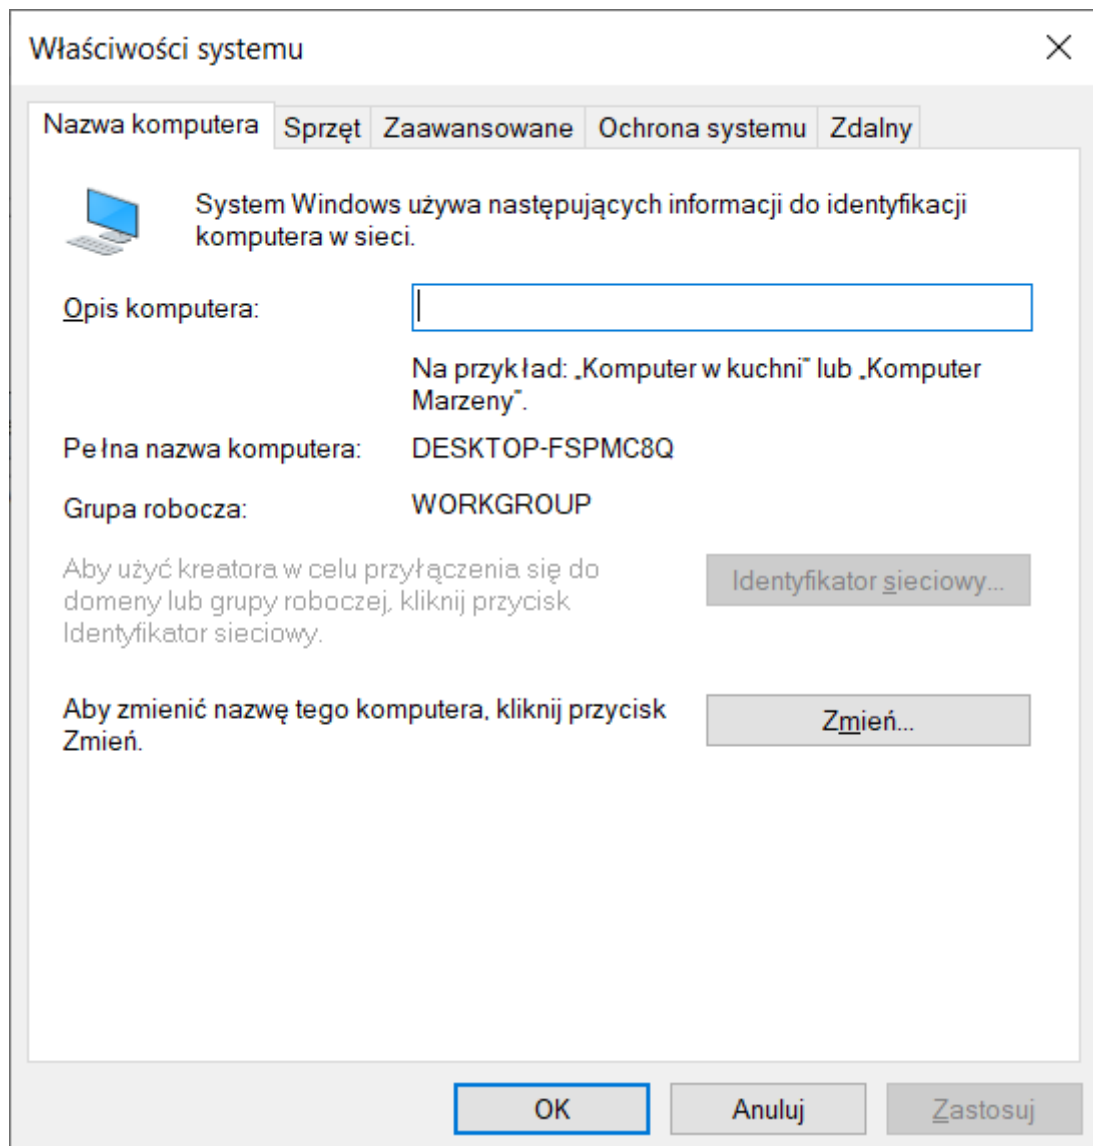 Właściwości systemu
Nazwa komputera Sprzęt Zaawansowane Ochrona systemu Zdalny
System Windows używa następujących informacji do identyfikacji
komputera w sieci.
Opis komputera:
Na przykład: „Komputer w kuchni” lub „Komputer
Marzeny”.
Pełna nazwa komputera: DESKTOP-FSPMC8Q
Grupa robocza: WORKGROUP
Aby użyć kreatora w celu przyłączenia się do
domeny lub grupy roboczej, kliknij przycisk
Identyfikator sieciowy.
Identyfikator sieciowy...
Aby zmienić nazwę tego komputera, kliknij przycisk
Zmień.
Zmień...
OK Anuluj Zastosuj